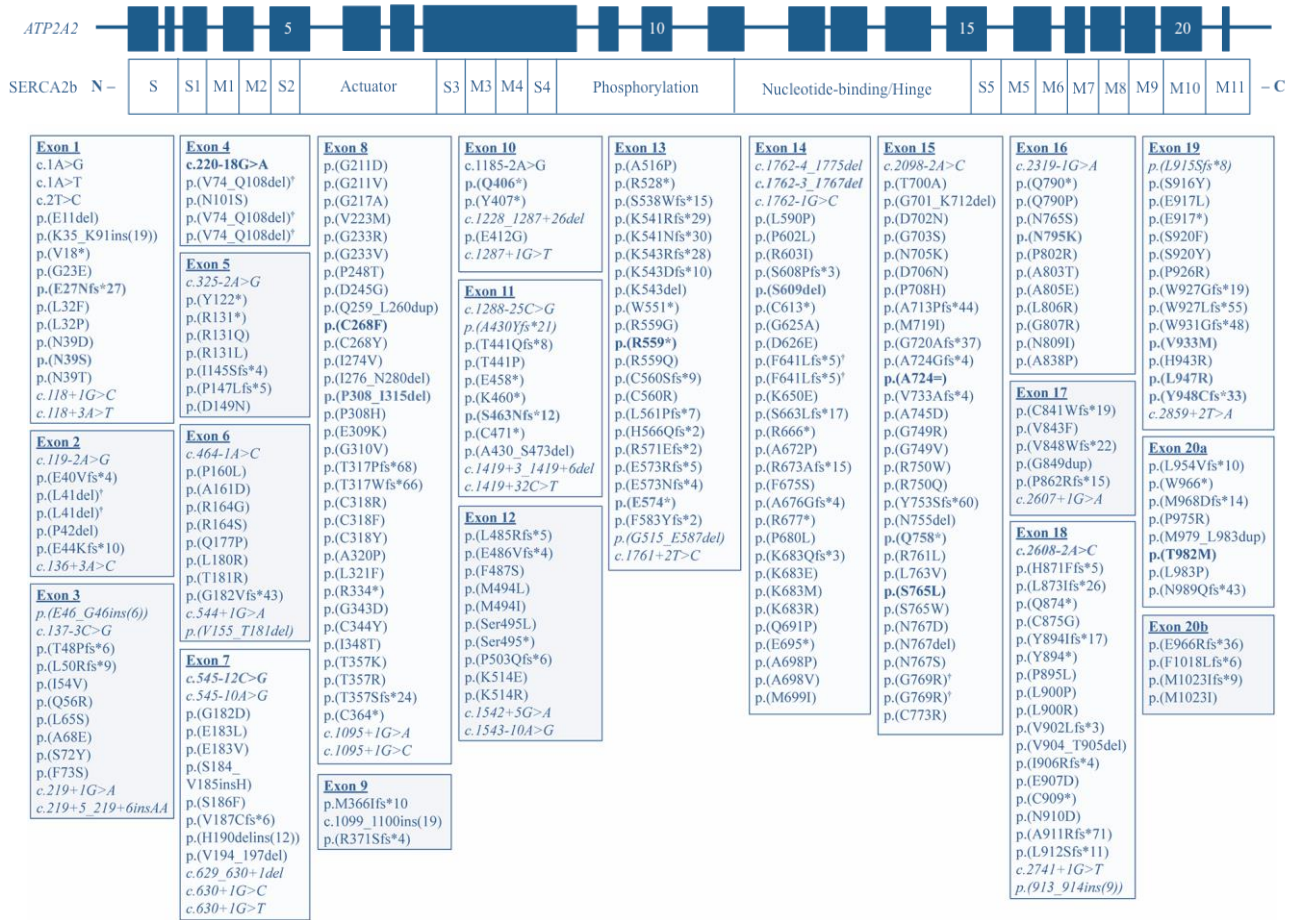 ATP2A2 5 10 15 20
SERCA2b N – S S1 M1 M2 S2 Actuator S3 M3 M4 S4 Phosphorylation Nucleotide-binding/Hinge S5 M5 M6 M7 M8 M9 M10 M11 – C
Exon 1
c.1A>G
c.1A>T
c.2T>C
p.(E11del)
p.(K35_K91ins(19))
p.(V18*)
p.(G23E)
p.(E27Nfs*27)
p.(L32F)
p.(L32P)
p.(N39D)
p.(N39S)
p.(N39T)
c.118+1G>C
c.118+3A>T
Exon 2
c.119-2A>G
p.(E40Vfs*4)
p.(L41del)†
p.(L41del)†
p.(P42del)
p.(E44Kfs*10)
c.136+3A>C
Exon 3
p.(E46_G46ins(6))
c.137-3C>G
p.(T48Pfs*6)
p.(L50Rfs*9)
p.(I54V)
p.(Q56R)
p.(L65S)
p.(A68E)
p.(S72Y)
p.(F73S)
c.219+1G>A
c.219+5_219+6insAA
Exon 4
c.220-18G>A
p.(V74_Q108del)†
p.(N101S)
p.(V74_Q108del)†
p.(V74_Q108del)†
Exon 5
c.325-2A>G
p.(Y122*)
p.(R131*)
p.(R131Q)
p.(R131L)
p.(I145Sfs*4)
p.(P147Lfs*5)
p.(D149N)
Exon 6
c.464-1A>C
p.(P160L)
p.(A161D)
p.(R164G)
p.(R164S)
p.(Q177P)
p.(L180R)
p.(T181R)
p.(G182Vfs*43)
c.544+1G>A
p.(V155_T181del)
Exon 7
c.545-12C>G
c.545-10A>G
p.(G182D)
p.(E183L)
p.(E183V)
p.(S184_
V185insH)
p.(S186F)
p.(V187Cfs*6)
p.(H190delins(12))
p.(V194_197del)
c.629_630+1del
c.630+1G>C
c.630+1G>T
Exon 8
p.(G211D)
p.(G211V)
p.(G217A)
p.(V223M)
p.(G233R)
p.(G233V)
p.(P248T)
p.(D245G)
p.(Q259_L260dup)
p.(C268F)
p.(C268Y)
p.(I274V)
p.(I276_N280del)
p.(P308_I315del)
p.(P308H)
p.(E309K)
p.(G310V)
p.(T317Pfs*68)
p.(T317Wfs*66)
p.(C318R)
p.(C318F)
p.(C318Y)
p.(A320P)
p.(L321F)
p.(R334*)
p.(G343D)
p.(C344Y)
p.(I348T)
p.(T357K)
p.(T357R)
p.(T357Sfs*24)
p.(C364*)
c.1095+1G>A
c.1095+1G>C
Exon 9
p.M366Ifs*10
c.1099_1100ins(19)
p.(R371Sfs*4)
Exon 10
c.1185-2A>G
p.(Q406*)
p.(Y407*)
c.1228_1287+26del
p.(E412G)
c.1287+1G>T
Exon 11
c.1288-25C>G
p.(A430Yfs*21)
p.(T441Qfs*8)
p.(T441P)
p.(E458*)
p.(K460*)
p.(S463Nfs*12)
p.(C471*)
p.(A430_S473del)
c.1419+3_1419+6del
c.1419+32C>T
Exon 12
p.(L485Rfs*5)
p.(E486Vfs*4)
p.(F487S)
p.(M494L)
p.(M494I)
p.(Ser495L)
p.(Ser495*)
p.(P503Qfs*6)
p.(K514E)
p.(K514R)
c.1542+5G>A
c.1543-10A>G
Exon 13
p.(A516P)
p.(R528*)
p.(S538Wfs*15)
p.(K541Rfs*29)
p.(K541Nfs*30)
p.(K543Rfs*28)
p.(K543Dfs*10)
p.(K543del)
p.(W551*)
p.(R559G)
p.(R559*)
p.(R559Q)
p.(C560Sfs*9)
p.(C560R)
p.(L561Pfs*7)
p.(H566Qfs*2)
p.(R571Efs*2)
p.(E573Rfs*5)
p.(E573Nfs*4)
p.(E574*)
p.(F583Yfs*2)
p.(G515_E587del)
c.1761+2T>C
Exon 14
c.1762-4_1775del
c.1762-3_1767del
c.1762-1G>C
p.(L590P)
p.(P602L)
p.(R603I)
p.(S608Pfs*3)
p.(S609del)
p.(C613*)
p.(G625A)
p.(D626E)
p.(F641Lfs*5)†
p.(F641Lfs*5)†
p.(K650E)
p.(S663Lfs*17)
p.(R666*)
p.(A672P)
p.(R673Afs*15)
p.(F675S)
p.(A676Gfs*4)
p.(R677*)
p.(P680L)
p.(K683Qfs*3)
p.(K683E)
p.(K683M)
p.(K683R)
p.(Q691P)
p.(E695*)
p.(A698P)
p.(A698V)
p.(M699I)
Exon 15
c.2098-2A>C
p.(T700A)
p.(G701_K712del)
p.(D702N)
p.(G703S)
p.(N705K)
p.(D706N)
p.(P708H)
p.(A713Pfs*44)
p.(M719I)
p.(G720Afs*37)
p.(A724Gfs*4)
p.(A724=)
p.(V733Afs*4)
p.(A745D)
p.(G749R)
p.(G749V)
p.(R750W)
p.(R750Q)
p.(Y753Sfs*60)
p.(N755del)
p.(Q758*)
p.(R761L)
p.(L763V)
p.(S765L)
p.(S765W)
p.(N767D)
p.(N767del)
p.(N767S)
p.(G769R)†
p.(G769R)†
p.(C773R)
Exon 16
c.2319-1G>A
p.(Q790*)
p.(Q790P)
p.(N765S)
p.(N795K)
p.(P802R)
p.(A803T)
p.(A805E)
p.(L806R)
p.(G807R)
p.(N809I)
p.(A838P)
Exon 17
p.(C841Wfs*19)
p.(V843F)
p.(V848Wfs*22)
p.(G849dup)
p.(P862Rfs*15)
c.2607+1G>A
Exon 18
c.2608-2A>C
p.(H871Ffs*5)
p.(L873Ifs*26)
p.(Q874*)
p.(C875G)
p.(Y894Ifs*17)
p.(Y894*)
p.(P895L)
p.(L900P)
p.(L900R)
p.(V902Lfs*3)
p.(V904_T905del)
p.(I906Rfs*4)
p.(E907D)
p.(C909*)
p.(N910D)
p.(A911Rfs*71)
p.(L912Sfs*11)
c.2741+1G>T
p.(913_914ins(9))
Exon 19
p.(L915Sfs*8)
p.(S916Y)
p.(E917L)
p.(E917*)
p.(S920F)
p.(S920Y)
p.(P926R)
p.(W927Gfs*19)
p.(W927Lfs*55)
p.(W931Gfs*48)
p.(V933M)
p.(H943R)
p.(L947R)
p.(Y948Cfs*33)
c.2859+2T>A
Exon 20a
p.(L954Vfs*10)
p.(W966*)
p.(M968Dfs*14)
p.(P975R)
p.(M979_L983dup)
p.(T982M)
p.(L983P)
p.(N989Qfs*43)
Exon 20b
p.(E966Rfs*36)
p.(F1018Lfs*6)
p.(M1023Ifs*9)
p.(M1023I)